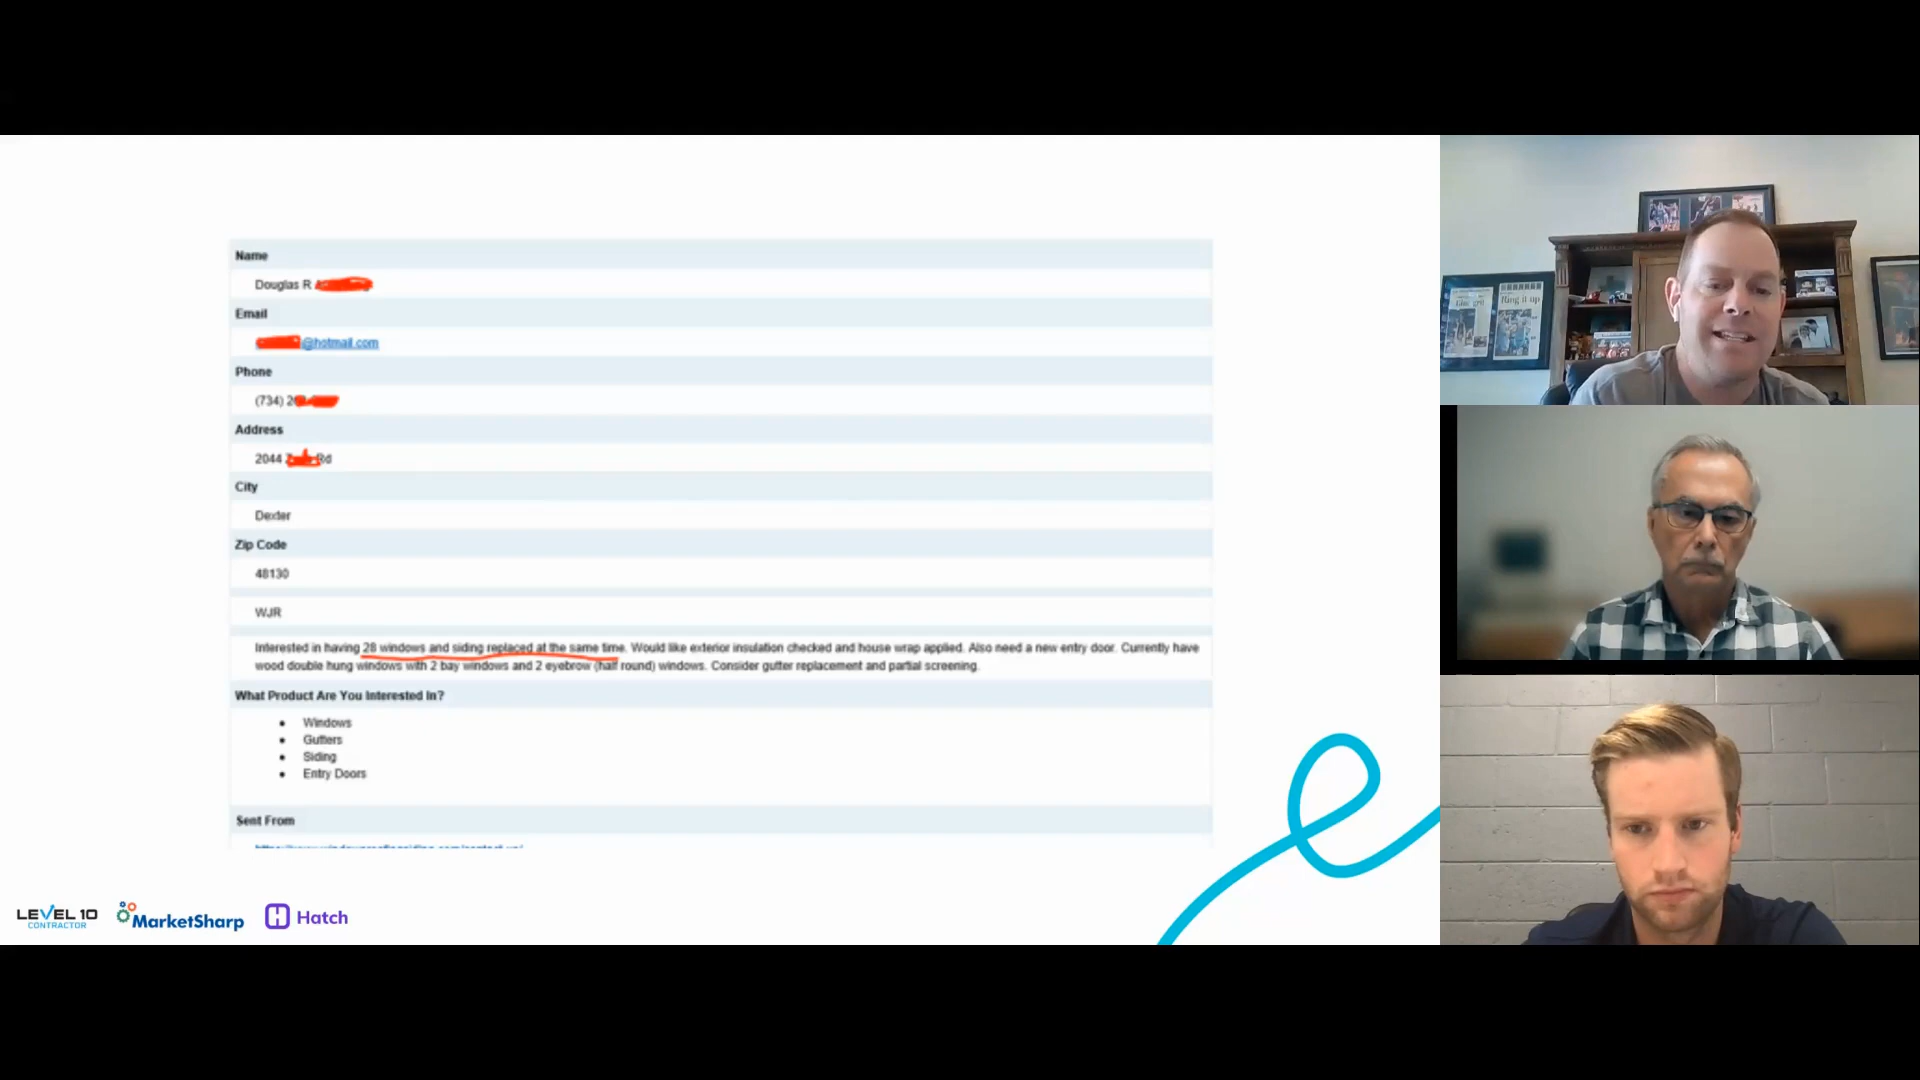 Name
Douglas R
Email
@hotmail.com
Phone
(734) 2
Address
2044 Rd
City
Dexter
Zip Code
48130
WJR
Interested in having 28 windows and siding replaced at the same time. Would like exterior insulation checked and house wrap applied. Also need a new entry door. Currently have
wood double hung windows with 2 bay windows and 2 eyebrow (half round) windows. Consider gutter replacement and partial screening.
What Product Are You Interested In?
Windows
Gutters
Siding
Entry Doors
Sent From
LEVEL 10
CONTRACTOR
MarketSharp
Hatch
Ring it up